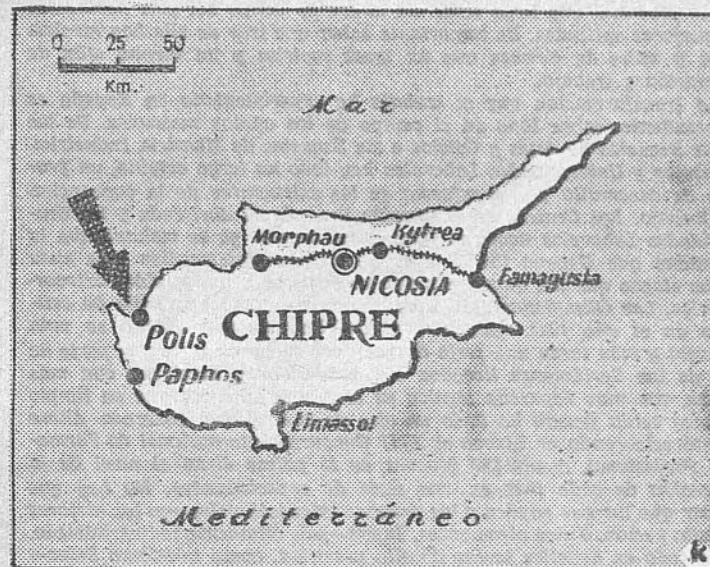 0 25 50
Km.
Mar
Morphau
Kytrea
NICOSIA
Famagusta
Polis
CHIPRE
Paphos
Limassol
Mediterráneo
k